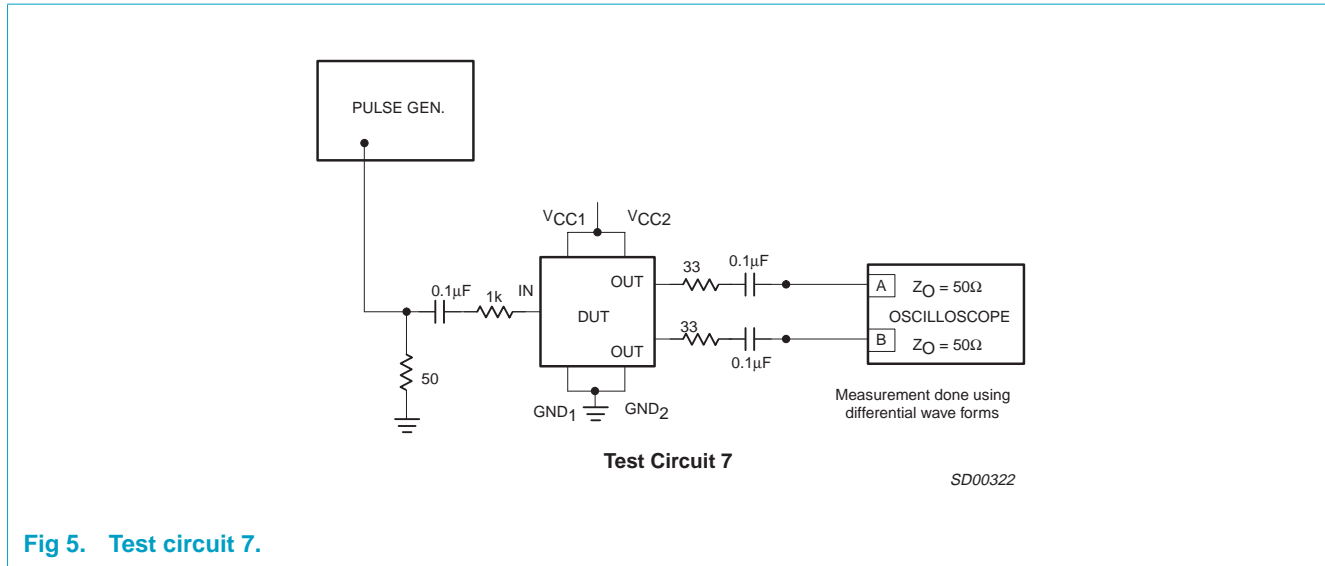 PULSE GEN.
VCC1 VCC2
0.1μF 1k IN
OUT
DUT
OUT
33 0.1μF
33
0.1μF
50
GND1 GND2
A ZO = 50Ω
OSCILLOSCOPE
B ZO = 50Ω
Measurement done using
differential wave forms
Test Circuit 7
SD00322
Fig 5. Test circuit 7.